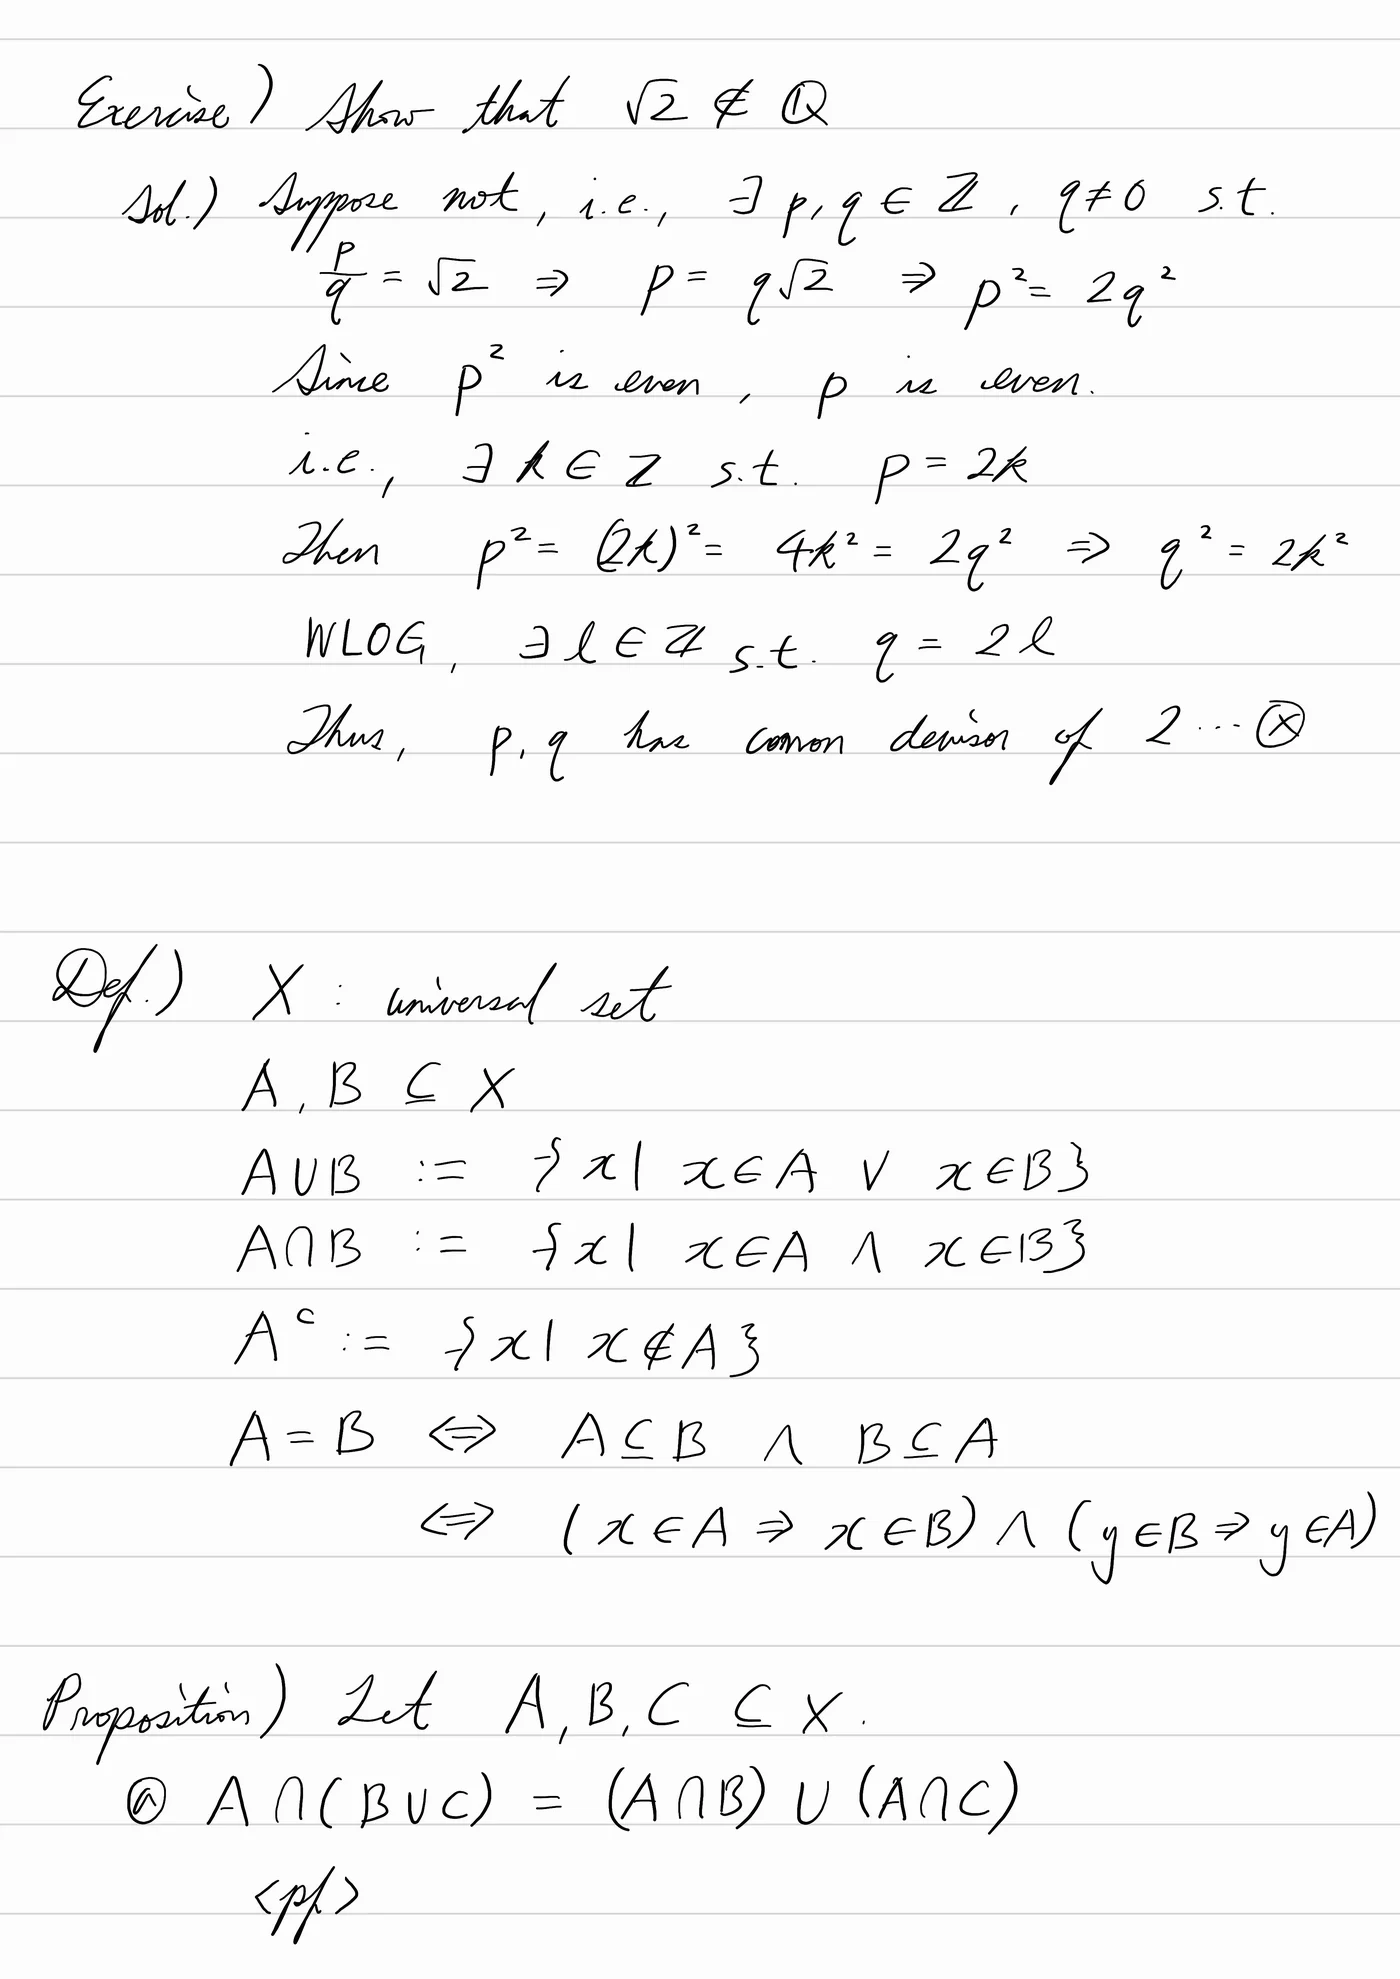 Exercise) Show that √2 ∉ ℚ
Sol.) Suppose not, i.e., ∃ p, q ∈ ℤ, q ≠ 0 s.t.
p/q = √2 ⇒ p = q√2 ⇒ p² = 2q²
Since p² is even, p is even.
i.e., ∃ k ∈ ℤ s.t. p = 2k
Then p² = (2k)² = 4k² = 2q² ⇒ q² = 2k²
WLOG, ∃ l ∈ ℤ s.t. q = 2l
Thus, p, q has comon devisor of 2 ... ⊗
Def.) X : universal set
A, B ⊆ X
A∪B := {x| x∈A ∨ x∈B}
A∩B := {x| x∈A ∧ x∈B}
Aᶜ := {x| x∉A}
A = B ⇔ A⊆B ∧ B⊆A
⇔ (x∈A ⇒ x∈B) ∧ (y∈B ⇒ y∈A)
Proposition) Let A, B, C ⊆ X.
ⓐ A∩(B∪C) = (A∩B) ∪ (A∩C)
<pf>